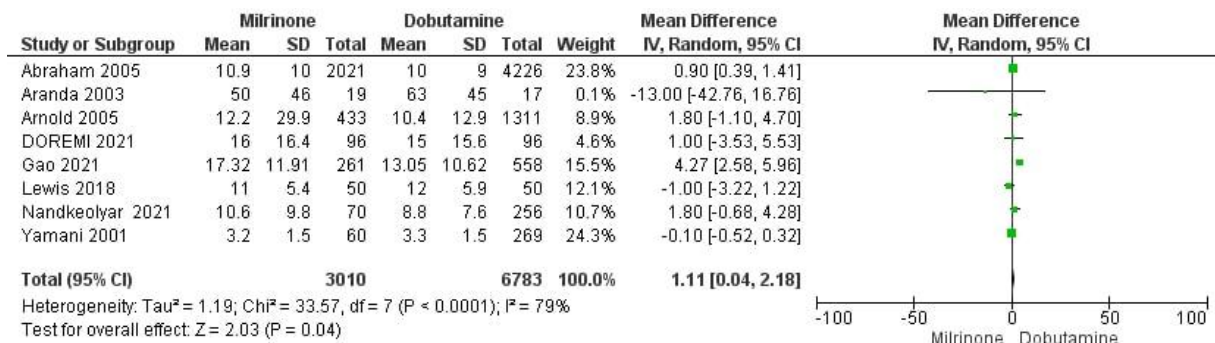 Milrinone Dobutamine Mean Difference Mean Difference
Study or Subgroup Mean SD Total Mean SD Total Weight IV, Random, 95% CI IV, Random, 95% CI
Abraham 2005 10.9 10 2021 10 9 4226 23.8% 0.90 [0.39, 1.41]
Aranda 2003 50 46 19 63 45 17 0.1% -13.00 [-42.76, 16.76]
Arnold 2005 12.2 29.9 433 10.4 12.9 1311 8.9% 1.80 [-1.10, 4.70]
DOREMI 2021 16 16.4 96 15 15.6 96 4.6% 1.00 [-3.53, 5.53]
Gao 2021 17.32 11.91 261 13.05 10.62 558 15.5% 4.27 [2.58, 5.96]
Lewis 2018 11 5.4 50 12 5.9 50 12.1% -1.00 [-3.22, 1.22]
Nandkeolyar 2021 10.6 9.8 70 8.8 7.6 256 10.7% 1.80 [-0.68, 4.28]
Yamani 2001 3.2 1.5 60 3.3 1.5 269 24.3% -0.10 [-0.52, 0.32]
Total (95% CI) 3010 6783 100.0% 1.11 [0.04, 2.18]
Heterogeneity: Tau² = 1.19; Chi² = 33.57, df = 7 (P < 0.0001); I² = 79%
Test for overall effect: Z = 2.03 (P = 0.04)
-100 -50 0 50 100
Milrinone Dobutamine